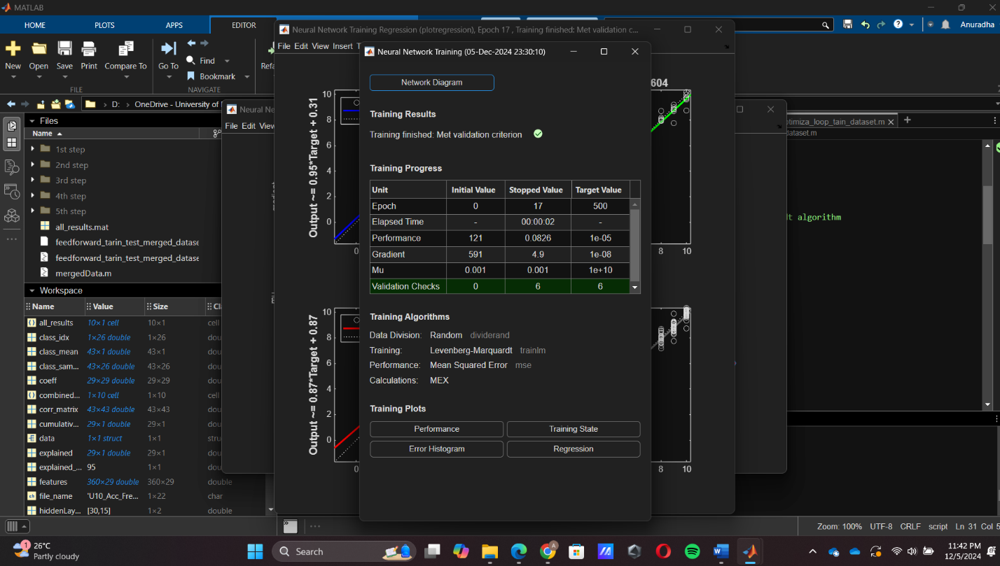 MATLAB
HOME PLOTS APPS EDITOR
Anuradha
Neural Network Training Regression (plotregression), Epoch 17 , Training finished: Met validation c...
File Edit View Insert
New Open Save Print Compare To Go To Find Bookmark
FILE NAVIGATE
Neural Network Training (05-Dec-2024 23:30:10)
D: › OneDrive - University of
Files
Name
1st step
2nd step
3rd step
4th step
5th step
all_results.mat
feedforward_tarin_test_merged_datase
feedforward_tarin_test_merged_datase
mergedData.m
Workspace
Name Value Size
all_results 10×1 cell 10×1 cell
class_idx 1×26 double 1×26
class_mean 43×1 double 43×1
class_sam... 43×26 double 43×26
coeff 29×29 double 29×29
combined... 1×10 cell 1×10 cell
corr_matrix 43×43 double 43×43
cumulativ... 29×1 double 29×1
data 1×1 struct 1×1
explained 29×1 double 29×1
explained_... 95 1×1
features 360×29 double 360×29 double
file_name 'U10_Acc_Fre... 1×22 char
hiddenLay... [30,15] 1×2 double
Neural Ne
File Edit View
Output ~= 0.95*Target + 0.31
10
8
6
4
2
0
0
Output ~= 0.87*Target + 0.87
10
8
6
4
2
0
0
Network Diagram
Training Results
Training finished: Met validation criterion
Training Progress
Unit Initial Value Stopped Value Target Value
Epoch 0 17 500
Elapsed Time - 00:00:02 -
Performance 121 0.0826 1e-05
Gradient 591 4.9 1e-08
Mu 0.001 0.001 1e+10
Validation Checks 0 6 6
Training Algorithms
Data Division: Random dividerand
Training: Levenberg-Marquardt trainlm
Performance: Mean Squared Error mse
Calculations: MEX
Training Plots
Performance Training State
Error Histogram Regression
604
8 10
8 10
optimiza_loop_tain_dataset.m
dataset.m
dt algorithm
Zoom: 100% UTF-8 CRLF script Ln 31 Col 5
1
26°C
Partly cloudy
Search
11:42 PM
12/5/2024